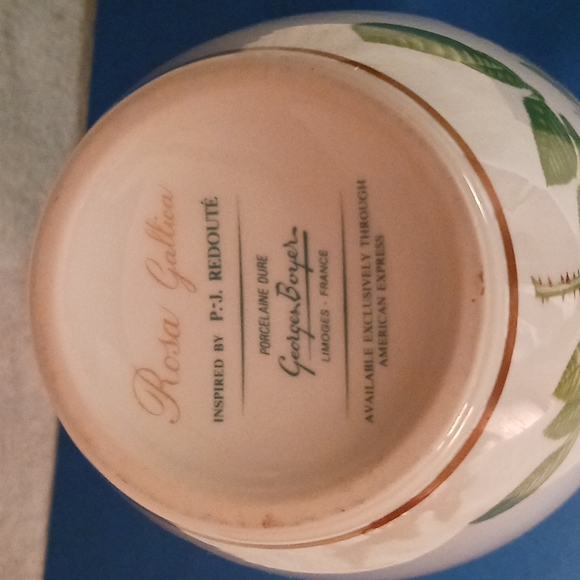 Rosa Gallica
INSPIRED BY P.-J. REDOUTÉ
PORCELAINE DURE
Georges Boyer
LIMOGES - FRANCE
AVAILABLE EXCLUSIVELY THROUGH
AMERICAN EXPRESS